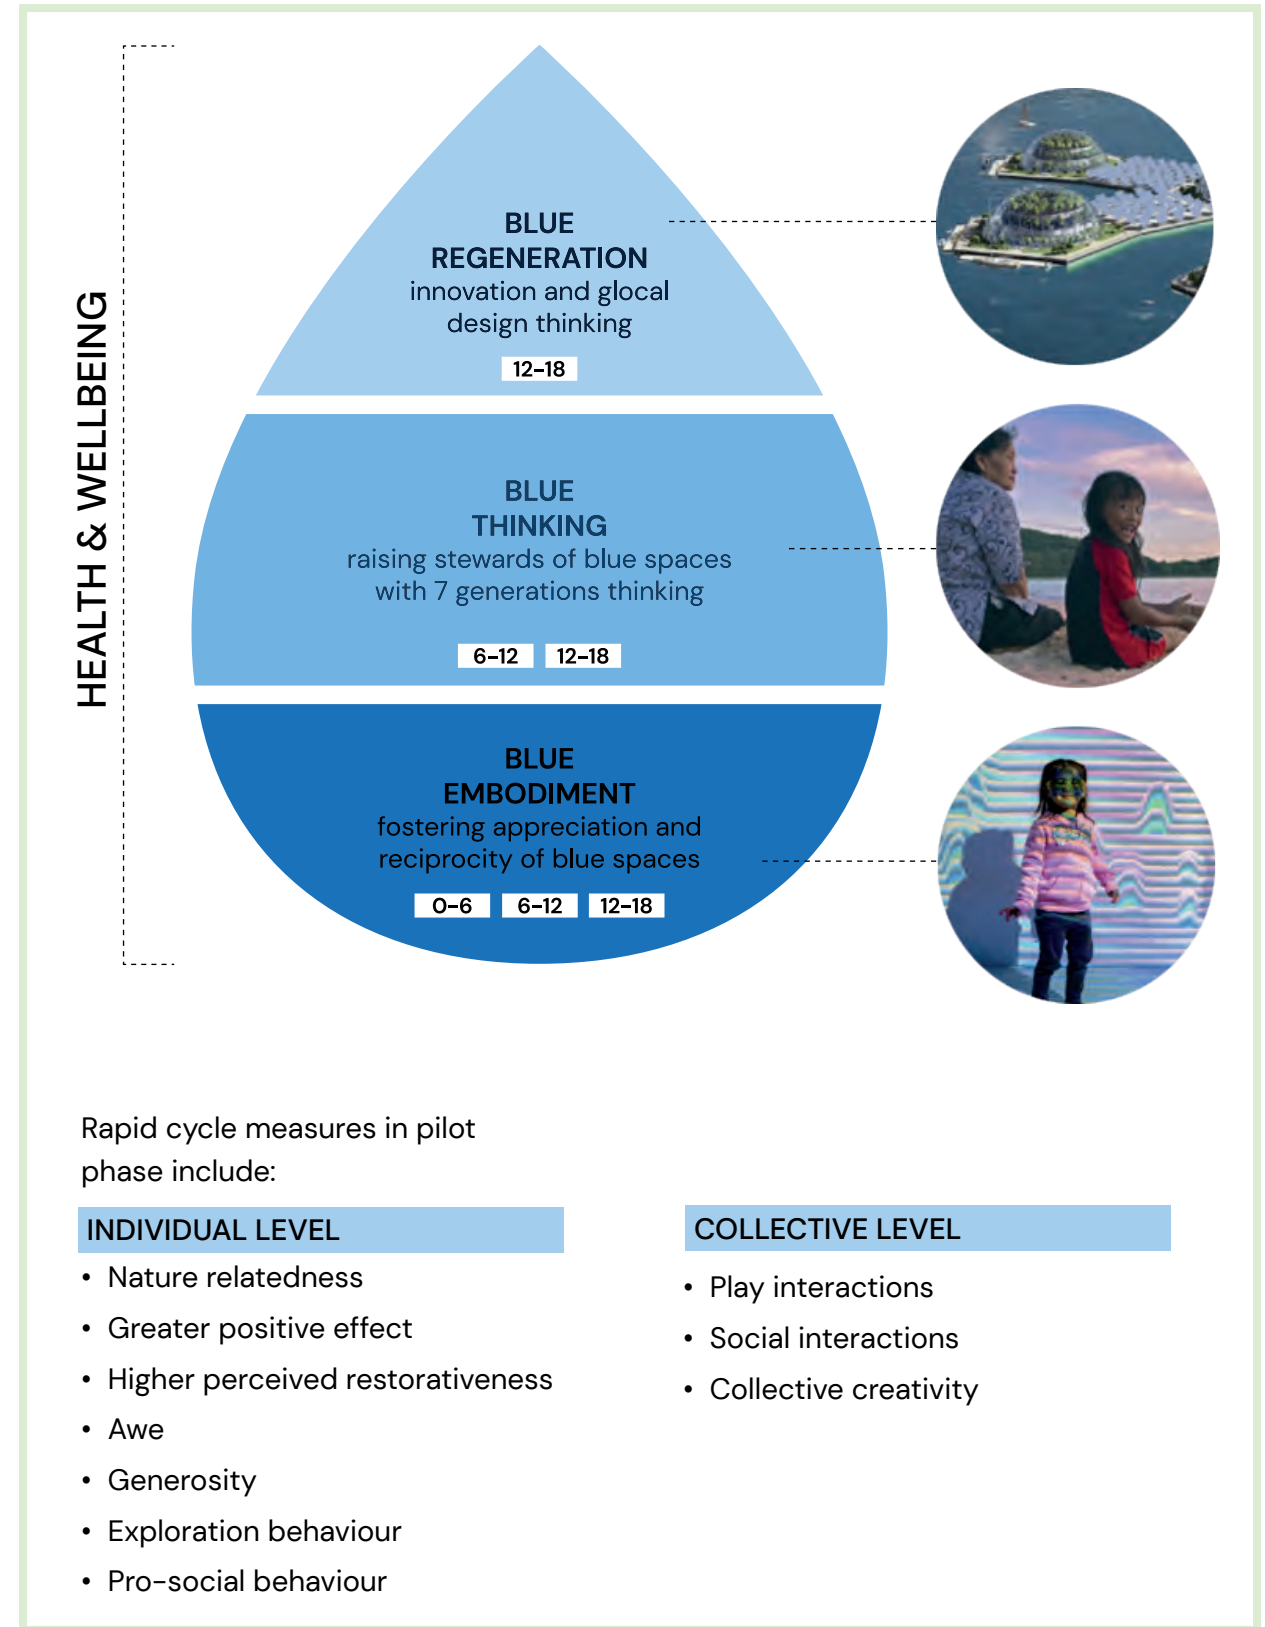 HEALTH & WELLBEING
BLUE
REGENERATION
innovation and glocal
design thinking
12–18
BLUE
THINKING
raising stewards of blue spaces
with 7 generations thinking
6–12 12–18
BLUE
EMBODIMENT
fostering appreciation and
reciprocity of blue spaces
0–6 6–12 12–18
Rapid cycle measures in pilot
phase include:
INDIVIDUAL LEVEL
• Nature relatedness
• Greater positive effect
• Higher perceived restorativeness
• Awe
• Generosity
• Exploration behaviour
• Pro-social behaviour
COLLECTIVE LEVEL
• Play interactions
• Social interactions
• Collective creativity